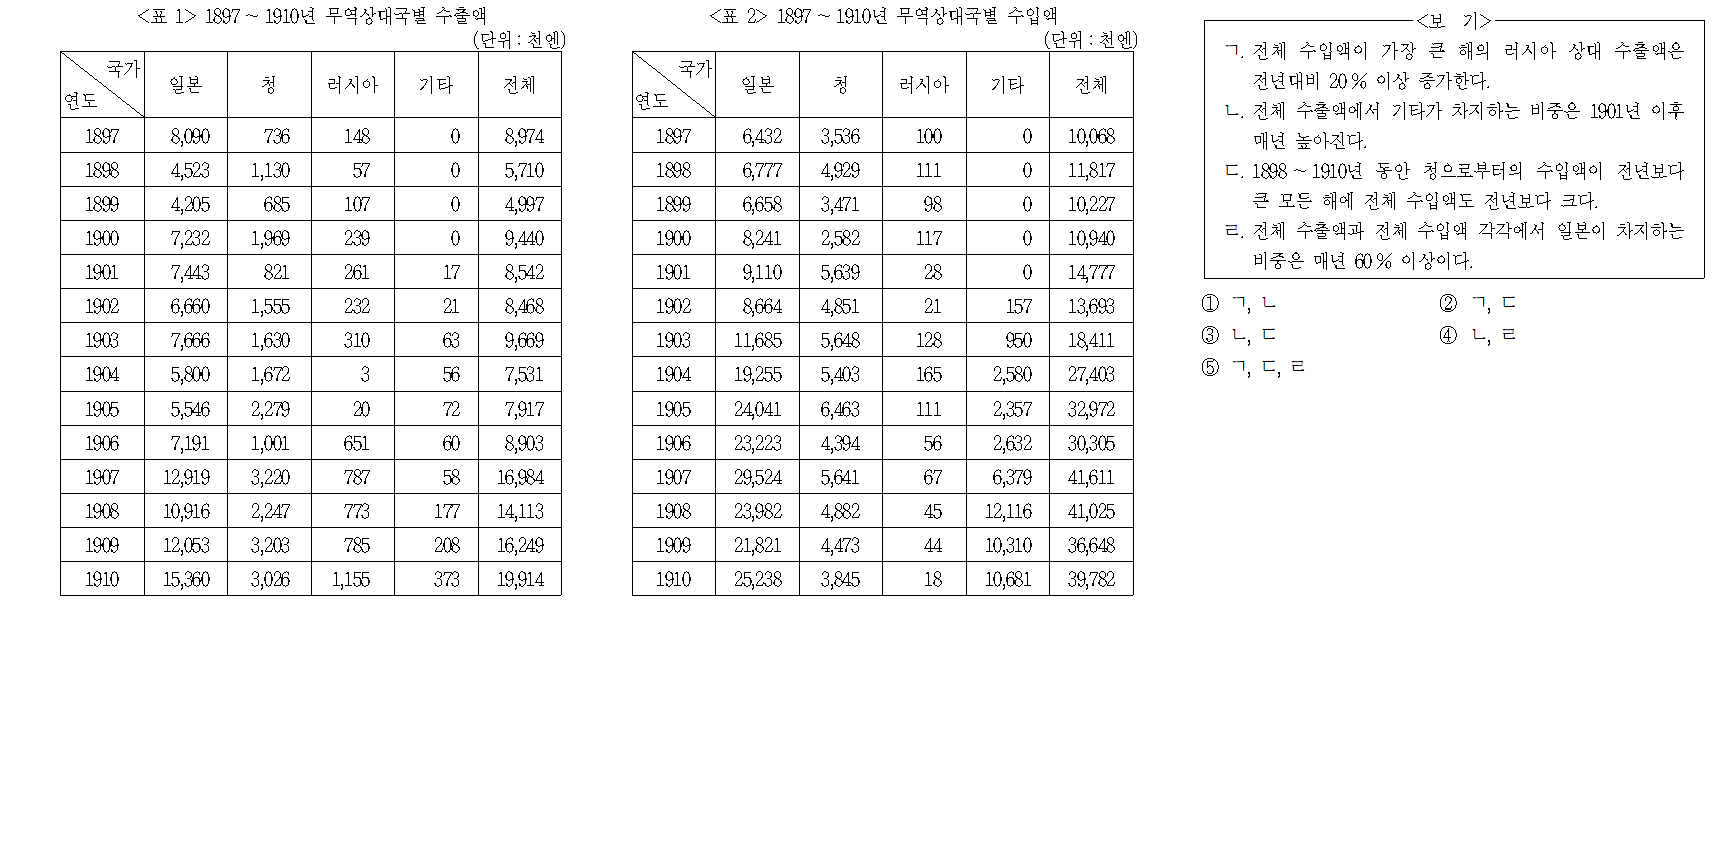 <표 1> 1897 ~ 1910년 무역상대국별 수출액
(단위 : 천엔)
국가 연도 일본 청 러시아 기타 전체
1897 8,090 736 148 0 8,974
1898 4,523 1,130 57 0 5,710
1899 4,205 685 107 0 4,997
1900 7,232 1,969 239 0 9,440
1901 7,443 821 261 17 8,542
1902 6,660 1,555 232 21 8,468
1903 7,666 1,630 310 63 9,669
1904 5,800 1,672 3 56 7,531
1905 5,546 2,279 20 72 7,917
1906 7,191 1,001 651 60 8,903
1907 12,919 3,220 787 58 16,984
1908 10,916 2,247 773 177 14,113
1909 12,053 3,203 785 208 16,249
1910 15,360 3,026 1,155 373 19,914
<표 2> 1897 ~ 1910년 무역상대국별 수입액
(단위 : 천엔)
국가 연도 일본 청 러시아 기타 전체
1897 6,432 3,536 100 0 10,068
1898 6,777 4,929 111 0 11,817
1899 6,658 3,471 98 0 10,227
1900 8,241 2,582 117 0 10,940
1901 9,110 5,639 28 0 14,777
1902 8,664 4,851 21 157 13,693
1903 11,685 5,648 128 950 18,411
1904 19,255 5,403 165 2,580 27,403
1905 24,041 6,463 111 2,357 32,972
1906 23,223 4,394 56 2,632 30,305
1907 29,524 5,641 67 6,379 41,611
1908 23,982 4,882 45 12,116 41,025
1909 21,821 4,473 44 10,310 36,648
1910 25,238 3,845 18 10,681 39,782
<보 기>
ㄱ. 전체 수입액이 가장 큰 해의 러시아 상대 수출액은
전년대비 20 % 이상 증가한다.
ㄴ. 전체 수출액에서 기타가 차지하는 비중은 1901년 이후
매년 높아진다.
ㄷ. 1898 ~ 1910년 동안 청으로부터의 수입액이 전년보다
큰 모든 해에 전체 수입액도 전년보다 크다.
ㄹ. 전체 수출액과 전체 수입액 각각에서 일본이 차지하는
비중은 매년 60 % 이상이다.
① ㄱ, ㄴ ② ㄱ, ㄷ
③ ㄴ, ㄷ ④ ㄴ, ㄹ
⑤ ㄱ, ㄷ, ㄹ